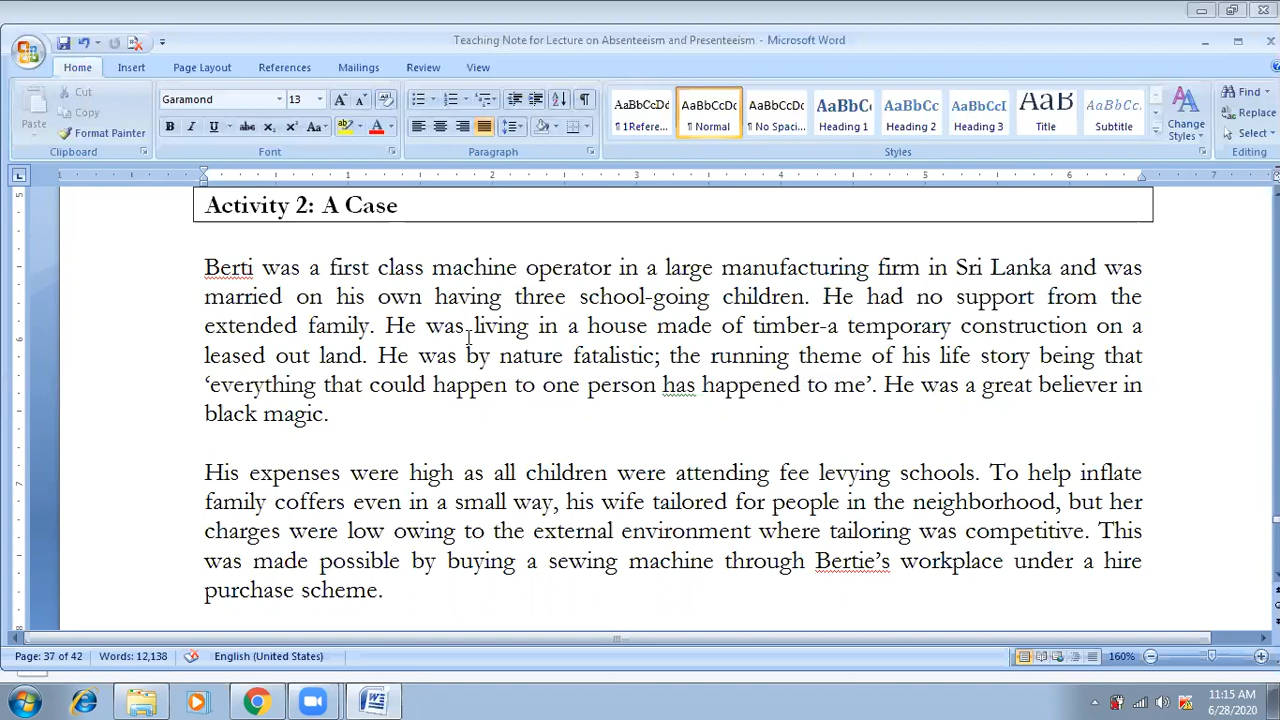 Teaching Note for Lecture on Absenteeism and Presenteeism - Microsoft Word
Home Insert Page Layout References Mailings Review View
Cut
Copy
Paste
Format Painter
Clipboard
Garamond 13
Font
Paragraph
AaBbCcDd AaBbCcDc AaBbCcDc AaBbC AaBbCc AaBbCcI AaB AaBbCc
¶ 1Refere... ¶ Normal ¶ No Spaci... Heading 1 Heading 2 Heading 3 Title Subtitle
Change Styles
Styles
Find
Replace
Select
Editing
Activity 2: A Case
Berti was a first class machine operator in a large manufacturing firm in Sri Lanka and was
married on his own having three school-going children. He had no support from the
extended family. He was living in a house made of timber-a temporary construction on a
leased out land. He was by nature fatalistic; the running theme of his life story being that
‘everything that could happen to one person has happened to me’. He was a great believer in
black magic.
His expenses were high as all children were attending fee levying schools. To help inflate
family coffers even in a small way, his wife tailored for people in the neighborhood, but her
charges were low owing to the external environment where tailoring was competitive. This
was made possible by buying a sewing machine through Bertie’s workplace under a hire
purchase scheme.
Page: 37 of 42 Words: 12,138 English (United States) 160%
11:15 AM
6/28/2020